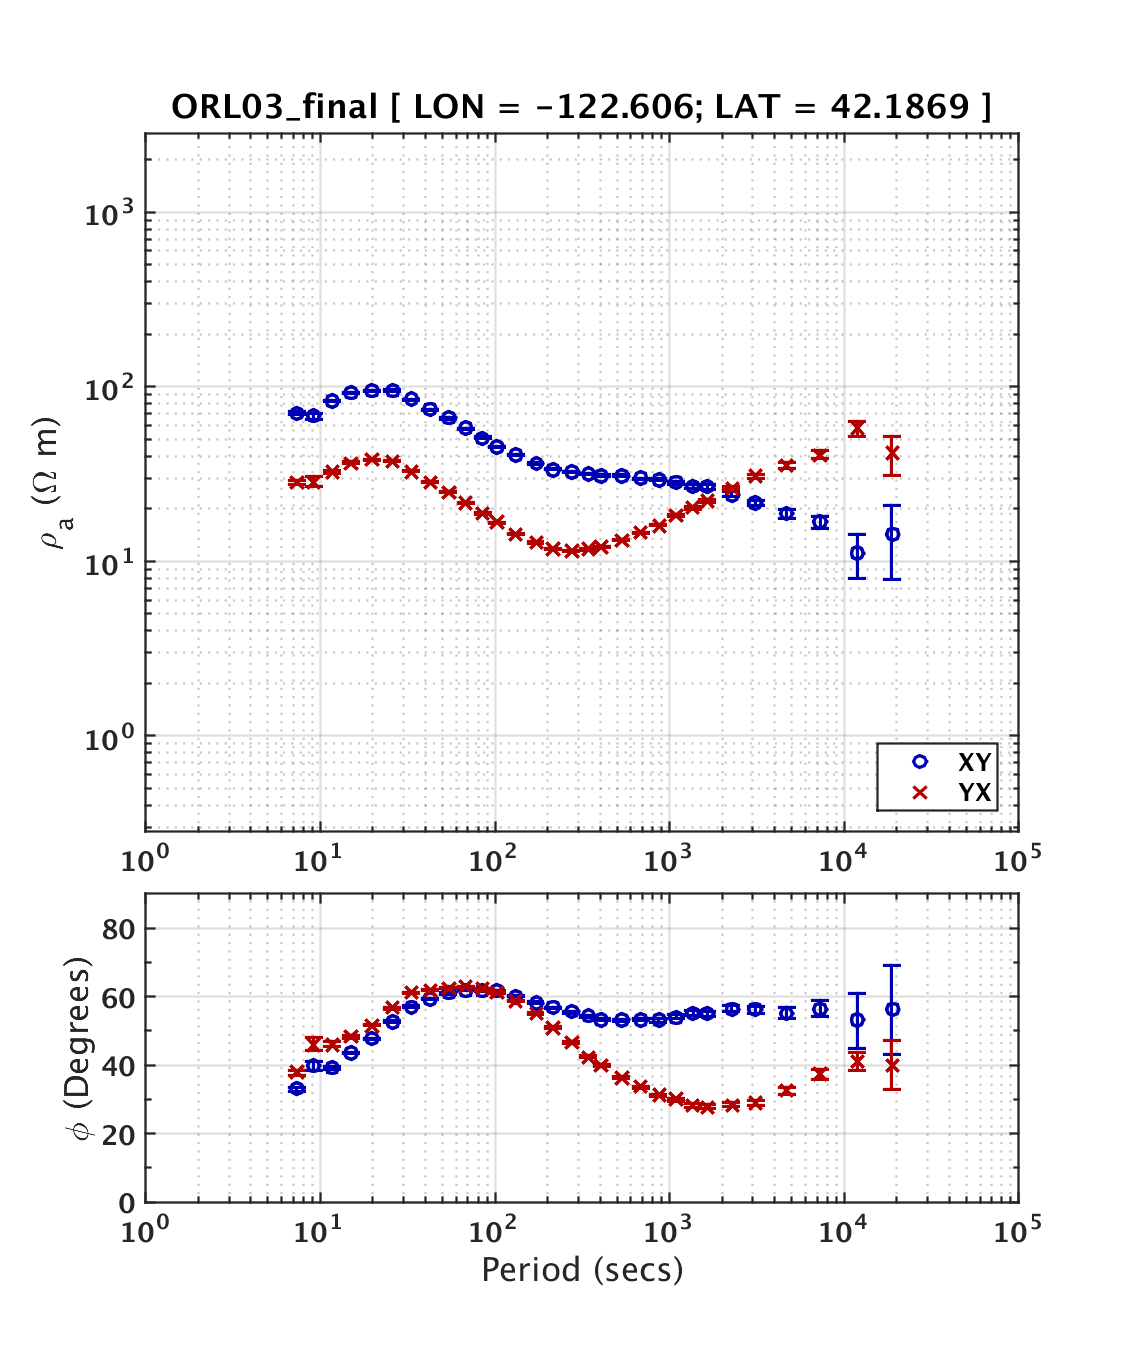 ORL03_final [ LON = −122.606; LAT = 42.1869 ]
10³
10²
10¹
10⁰
ρₐ (Ω m)
XY
YX
10⁰ 10¹ 10² 10³ 10⁴ 10⁵
80
60
40
20
0
ϕ (Degrees)
10⁰ 10¹ 10² 10³ 10⁴ 10⁵
Period (secs)